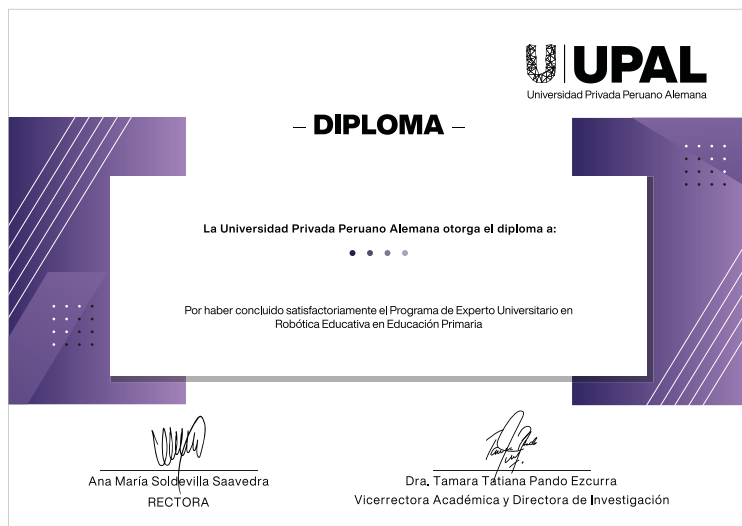 UPAL
Universidad Privada Peruano Alemana
– DIPLOMA –
La Universidad Privada Peruano Alemana otorga el diploma a:
Por haber concluido satisfactoriamente el Programa de Experto Universitario en
Robótica Educativa en Educación Primaria
Ana María Soldevilla Saavedra
RECTORA
Dra. Tamara Tatiana Pando Ezcurra
Vicerrectora Académica y Directora de Investigación